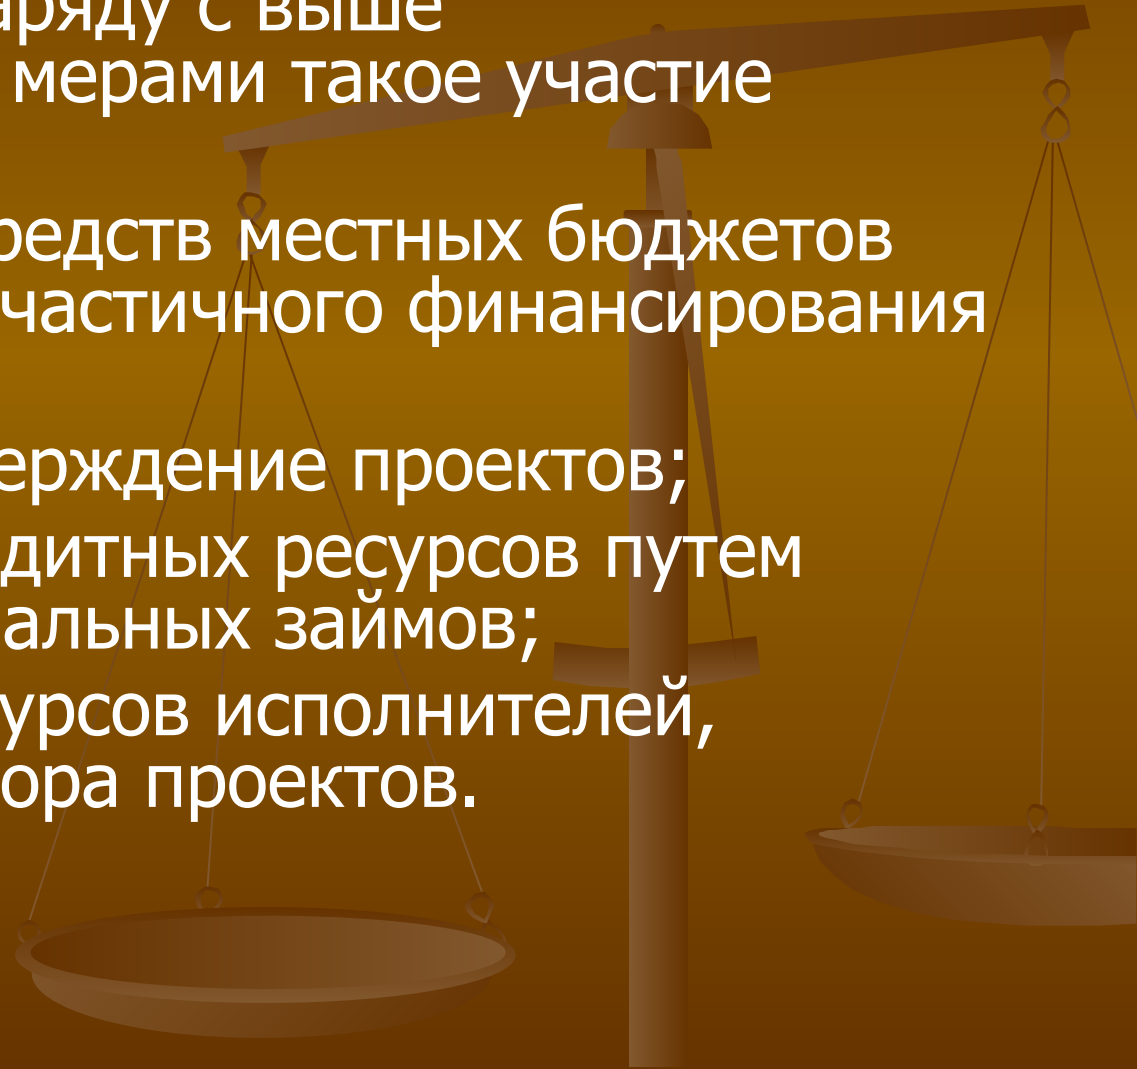 аряду с выше
мерами такое участие
редств местных бюджетов
частичного финансирования
ерждение проектов;
дитных ресурсов путем
альных займов;
урсов исполнителей,
ора проектов.